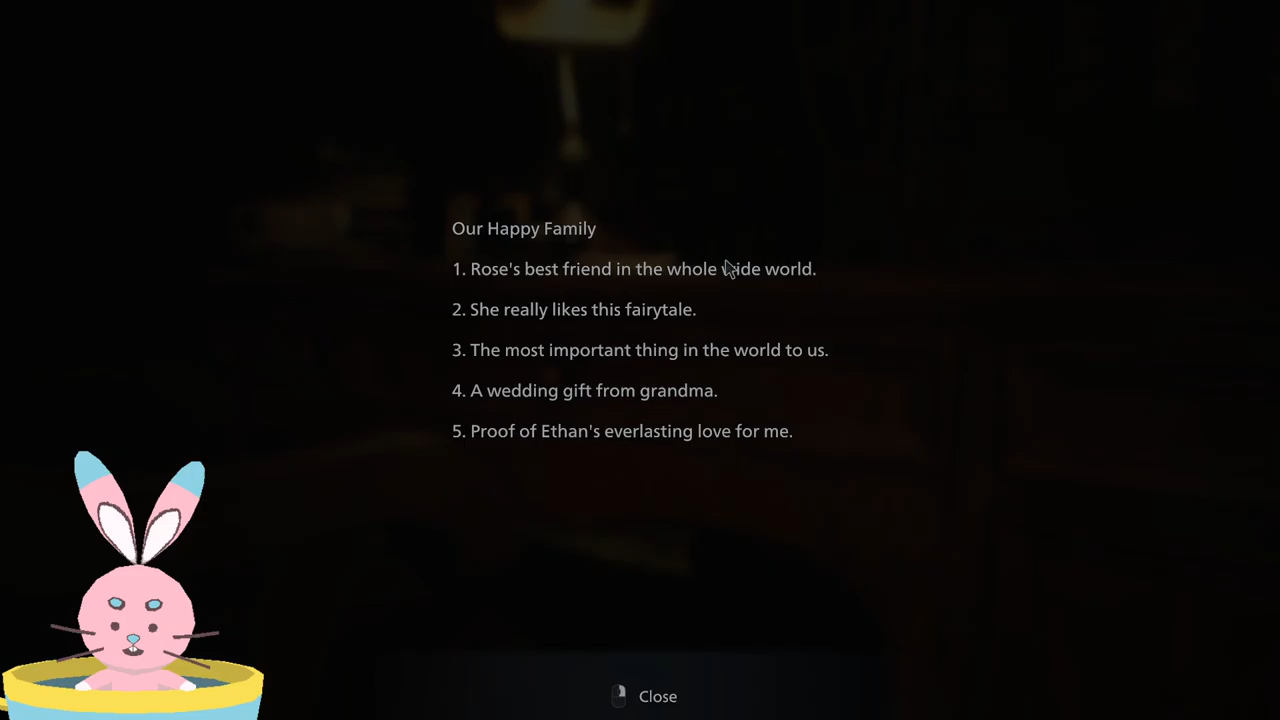 Our Happy Family
1. Rose's best friend in the whole wide world.
2. She really likes this fairytale.
3. The most important thing in the world to us.
4. A wedding gift from grandma.
5. Proof of Ethan's everlasting love for me.
Close